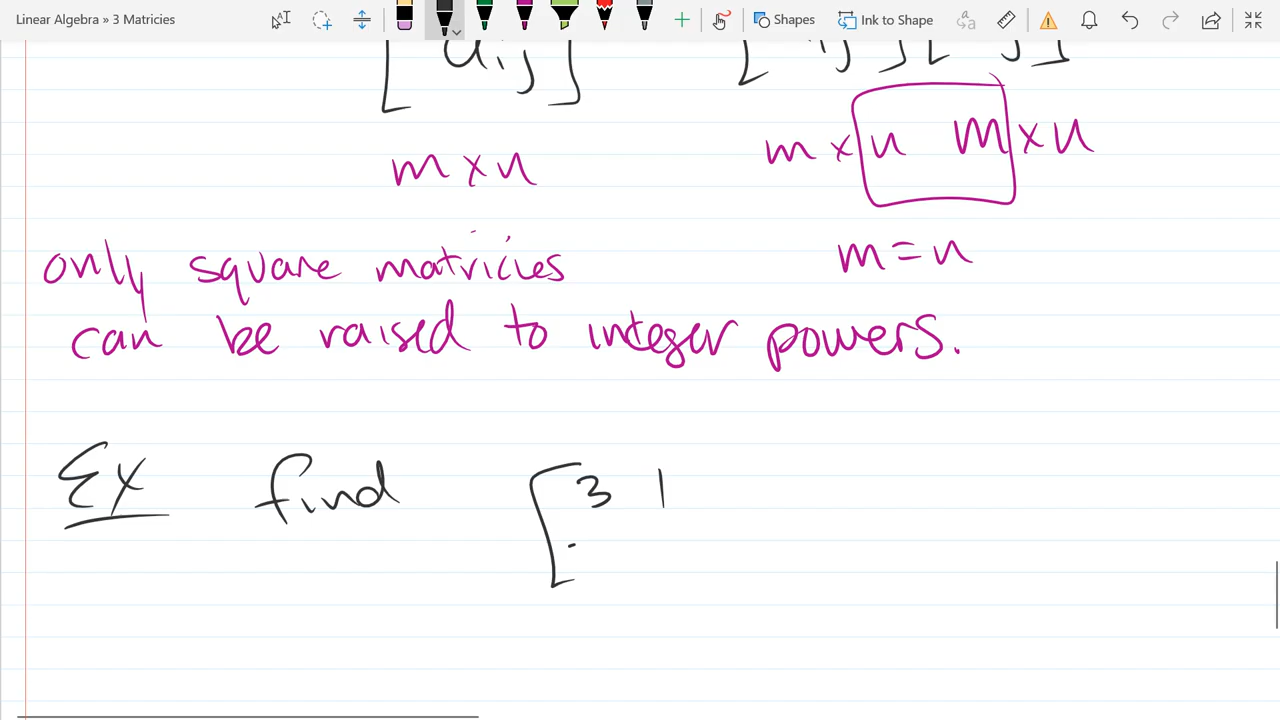 Linear Algebra » 3 Matricies
Shapes
Ink to Shape
[ a i j ]
m × n
m × n m × n
m = n
only square matricies
can be raised to integer powers.
Ex find [ 3 1